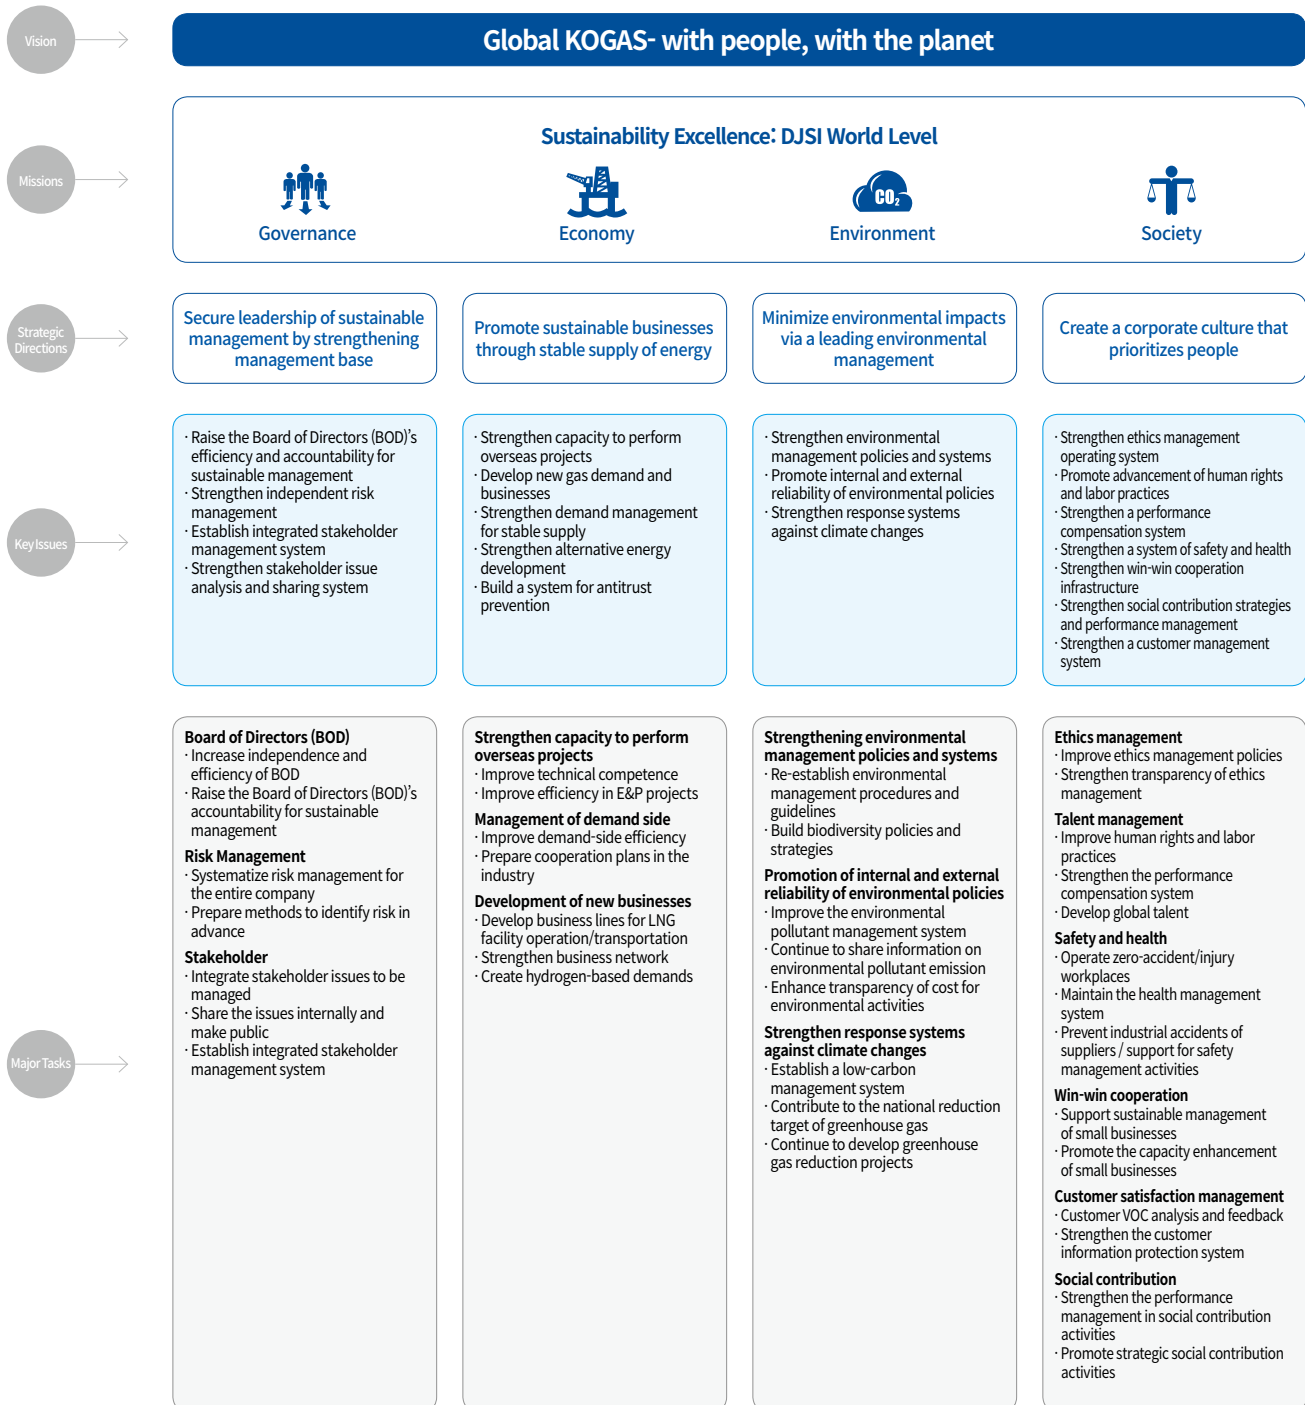 Vision
Global KOGAS- with people, with the planet
Missions
Sustainability Excellence: DJSI World Level
Governance
Economy
CO₂
Environment
Society
Strategic
Directions
Secure leadership of sustainable
management by strengthening
management base
Promote sustainable businesses
through stable supply of energy
Minimize environmental impacts
via a leading environmental
management
Create a corporate culture that
prioritizes people
Key Issues
· Raise the Board of Directors (BOD)'s
efficiency and accountability for
sustainable management
· Strengthen independent risk
management
· Establish integrated stakeholder
management system
· Strengthen stakeholder issue
analysis and sharing system
· Strengthen capacity to perform
overseas projects
· Develop new gas demand and
businesses
· Strengthen demand management
for stable supply
· Strengthen alternative energy
development
· Build a system for antitrust
prevention
· Strengthen environmental
management policies and systems
· Promote internal and external
reliability of environmental policies
· Strengthen response systems
against climate changes
· Strengthen ethics management
operating system
· Promote advancement of human rights
and labor practices
· Strengthen a performance
compensation system
· Strengthen a system of safety and health
· Strengthen win-win cooperation
infrastructure
· Strengthen social contribution strategies
and performance management
· Strengthen a customer management
system
Major Tasks
Board of Directors (BOD)
· Increase independence and
efficiency of BOD
· Raise the Board of Directors (BOD)'s
accountability for sustainable
management
Risk Management
· Systematize risk management for
the entire company
· Prepare methods to identify risk in
advance
Stakeholder
· Integrate stakeholder issues to be
managed
· Share the issues internally and
make public
· Establish integrated stakeholder
management system
Strengthen capacity to perform
overseas projects
· Improve technical competence
· Improve efficiency in E&P projects
Management of demand side
· Improve demand-side efficiency
· Prepare cooperation plans in the
industry
Development of new businesses
· Develop business lines for LNG
facility operation/transportation
· Strengthen business network
· Create hydrogen-based demands
Strengthening environmental
management policies and systems
· Re-establish environmental
management procedures and
guidelines
· Build biodiversity policies and
strategies
Promotion of internal and external
reliability of environmental policies
· Improve the environmental
pollutant management system
· Continue to share information on
environmental pollutant emission
· Enhance transparency of cost for
environmental activities
Strengthen response systems
against climate changes
· Establish a low-carbon
management system
· Contribute to the national reduction
target of greenhouse gas
· Continue to develop greenhouse
gas reduction projects
Ethics management
· Improve ethics management policies
· Strengthen transparency of ethics
management
Talent management
· Improve human rights and labor
practices
· Strengthen the performance
compensation system
· Develop global talent
Safety and health
· Operate zero-accident/injury
workplaces
· Maintain the health management
system
· Prevent industrial accidents of
suppliers / support for safety
management activities
Win-win cooperation
· Support sustainable management
of small businesses
· Promote the capacity enhancement
of small businesses
Customer satisfaction management
· Customer VOC analysis and feedback
· Strengthen the customer
information protection system
Social contribution
· Strengthen the performance
management in social contribution
activities
· Promote strategic social contribution
activities